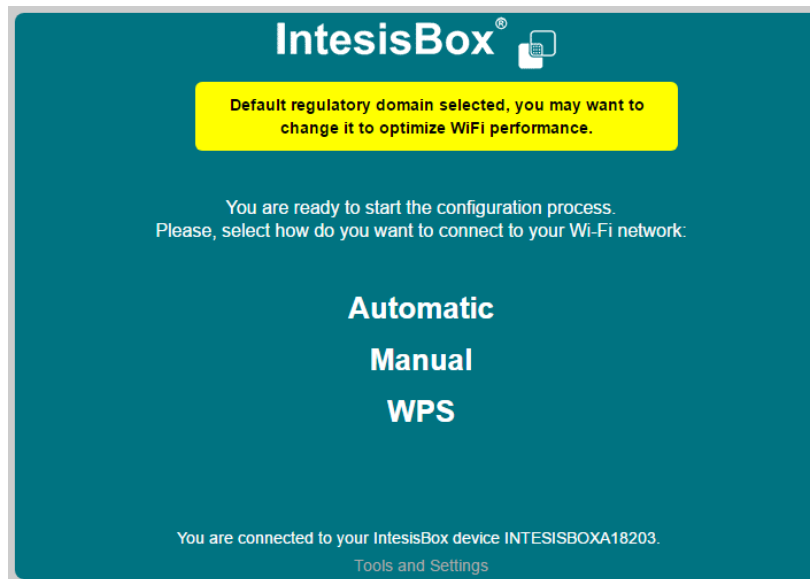 IntesisBox®
Default regulatory domain selected, you may want to
change it to optimize WiFi performance.
You are ready to start the configuration process.
Please, select how do you want to connect to your Wi-Fi network:
Automatic
Manual
WPS
You are connected to your IntesisBox device INTESISBOXA18203.
Tools and Settings